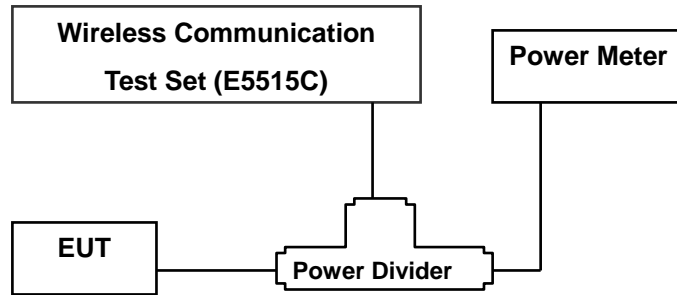 Wireless Communication
Test Set (E5515C)
Power Meter
EUT
Power Divider